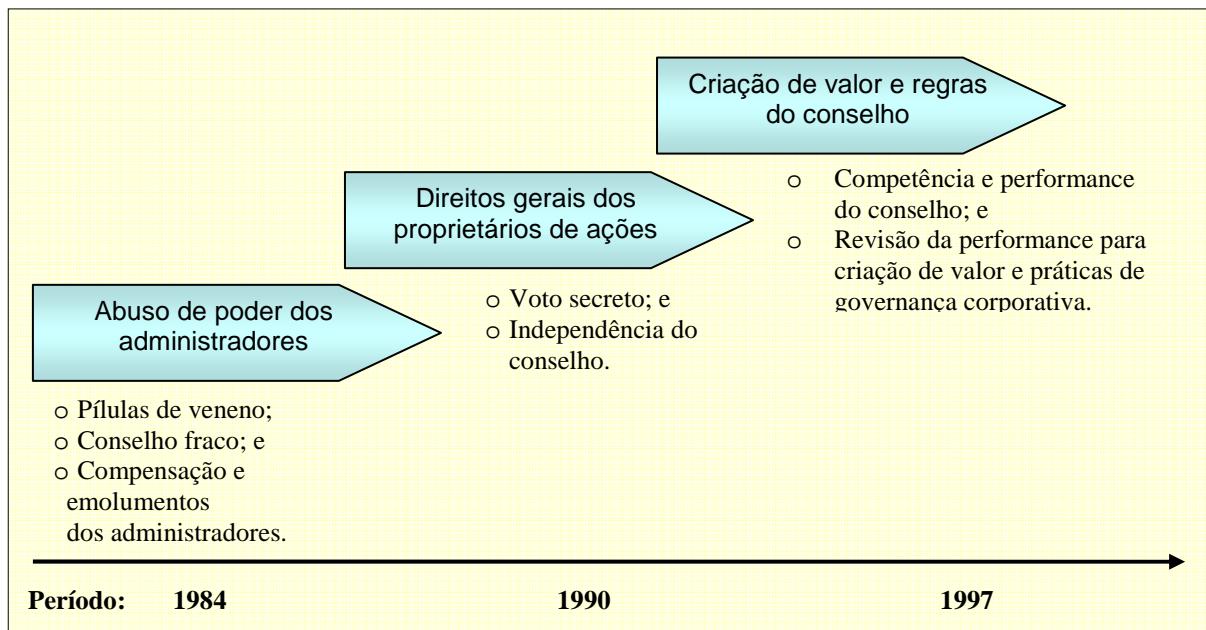 Criação de valor e regras
do conselho
o Competência e performance
do conselho; e
o Revisão da performance para
criação de valor e práticas de
governança corporativa.
Direitos gerais dos
proprietários de ações
o Voto secreto; e
o Independência do
conselho.
Abuso de poder dos
administradores
o Pílulas de veneno;
o Conselho fraco; e
o Compensação e
emolumentos
dos administradores.
Período: 1984 1990 1997